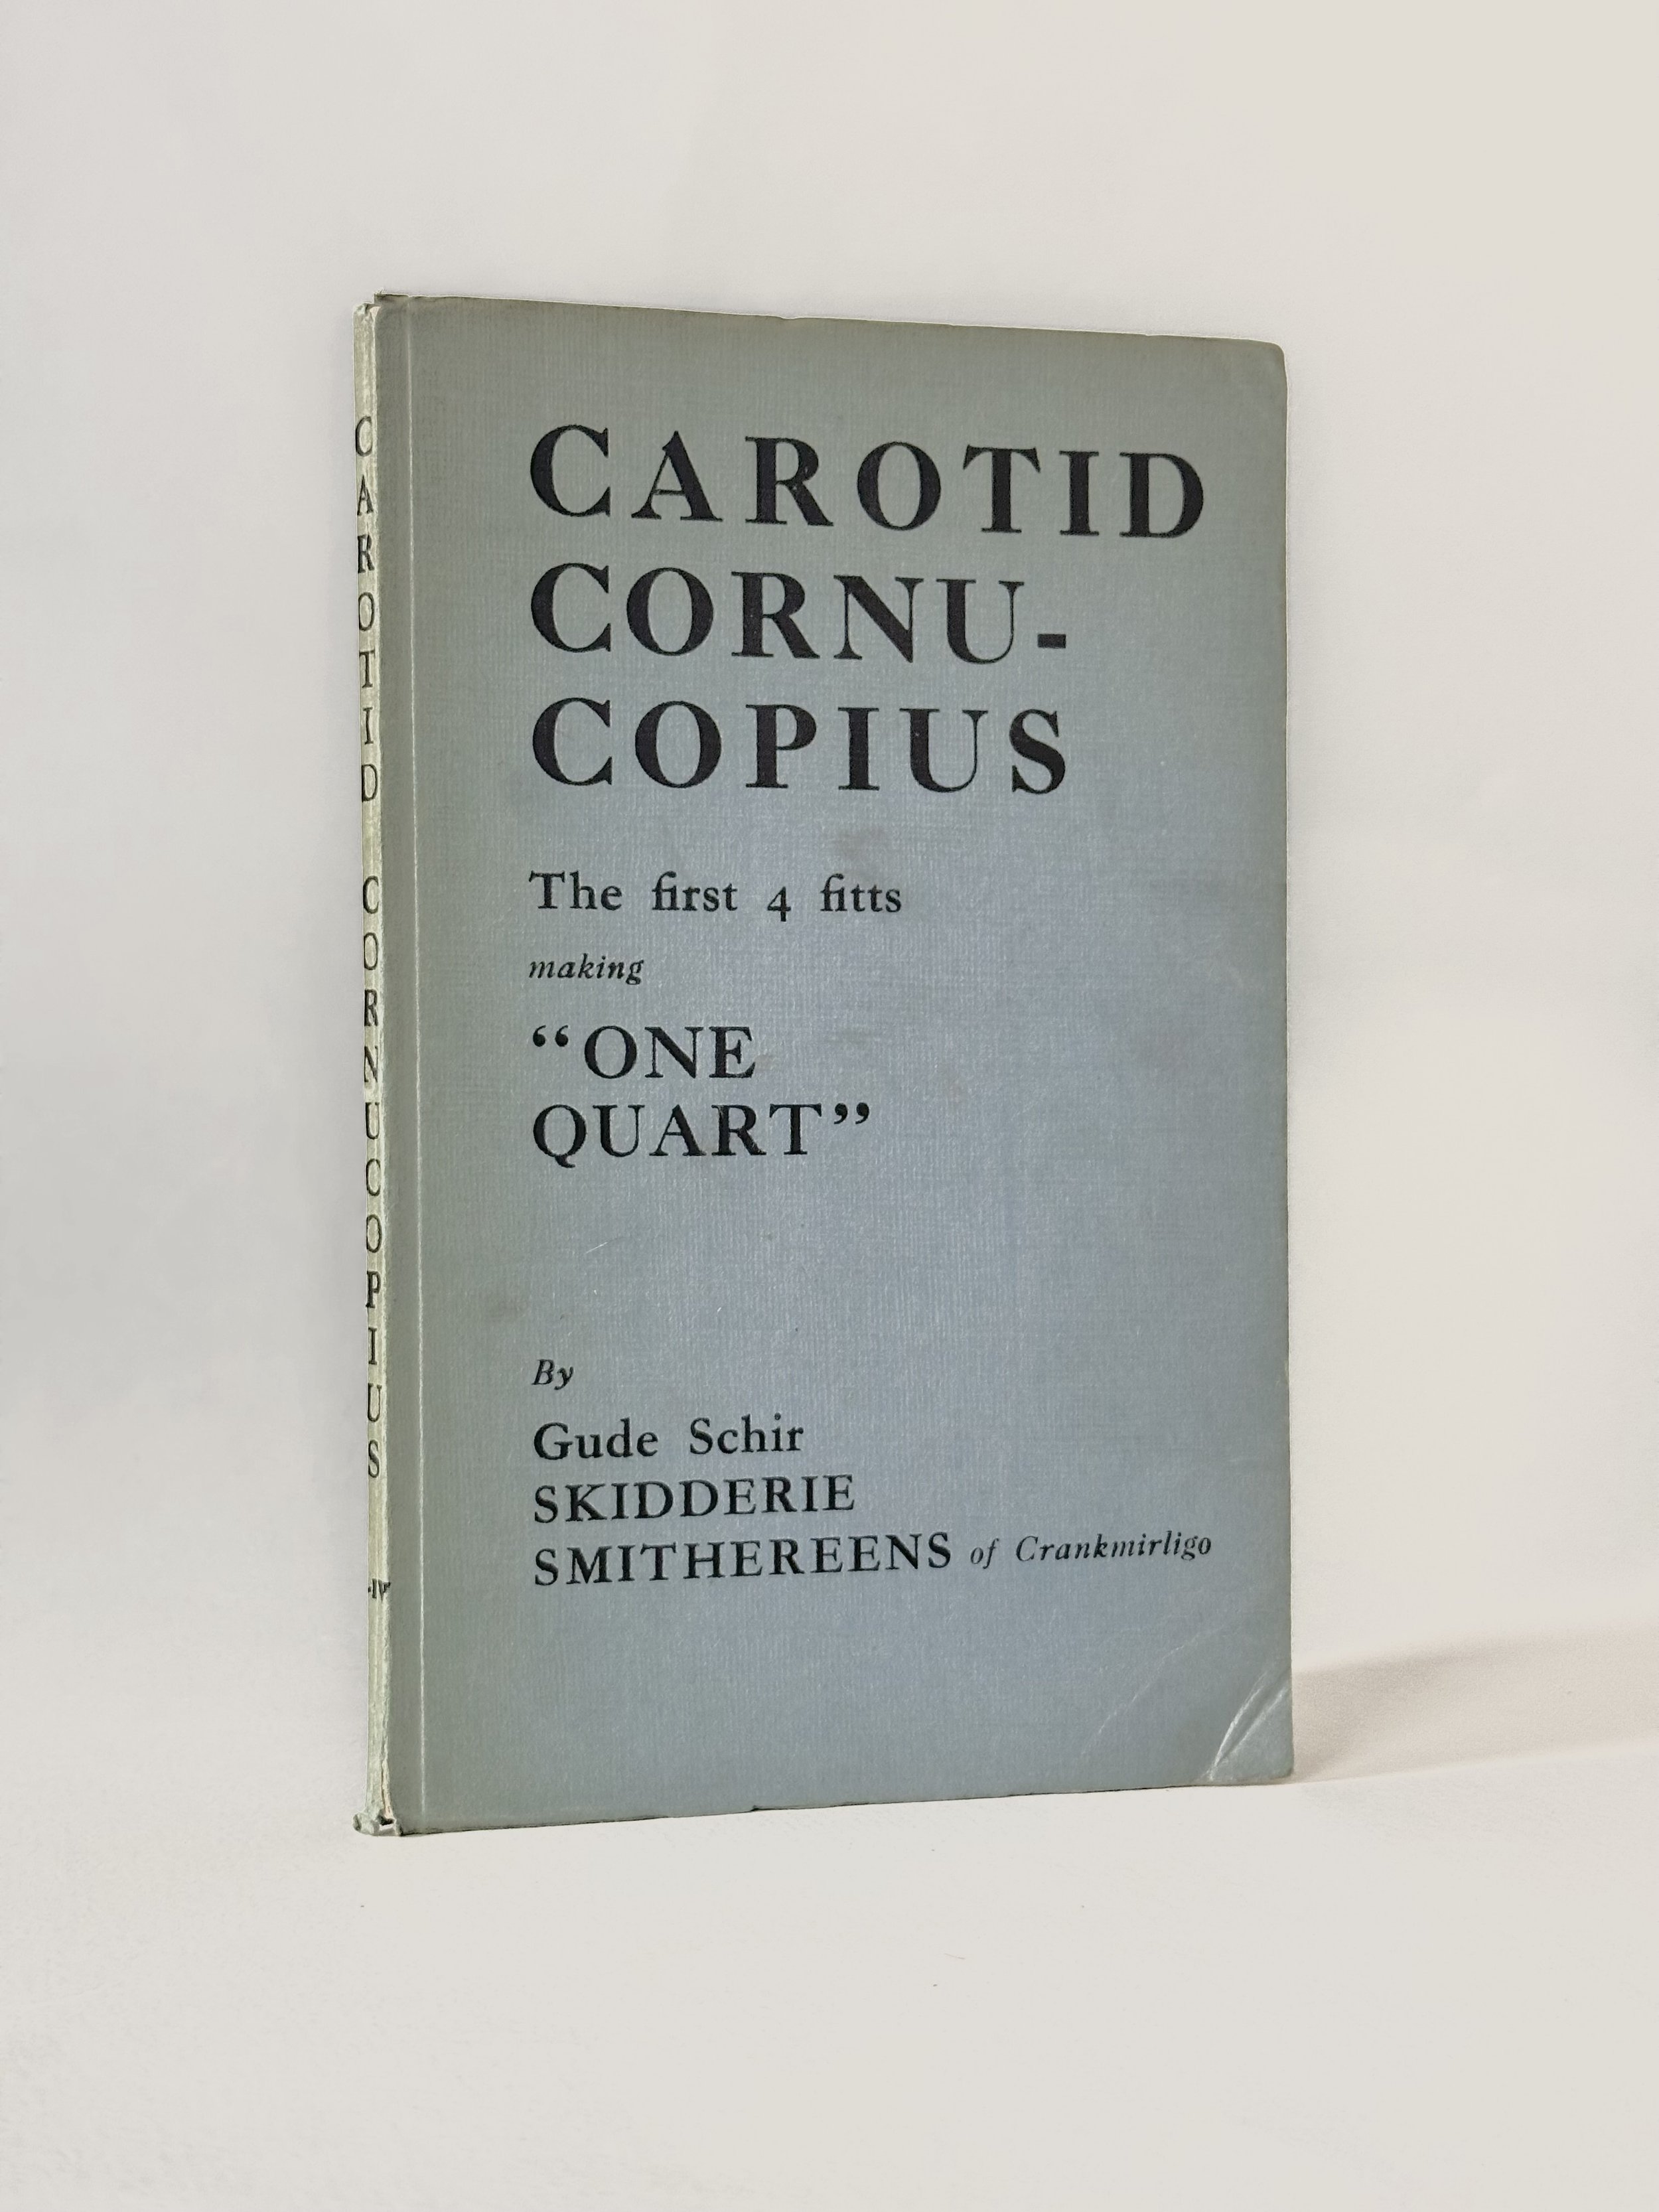 CAROTID
CORNU-
COPIUS
The first 4 fitts
making
“ONE
QUART”
By
Gude Schir
SKIDDERIE
SMITHEREENS of Crankmirligo
CAROTID CORNUCOPIUS